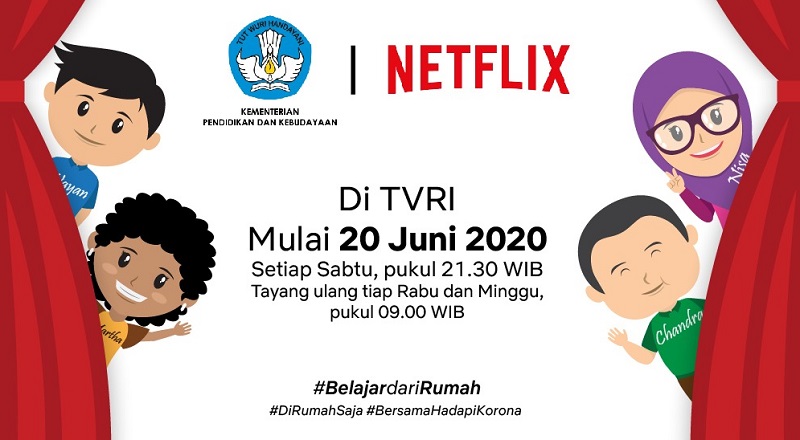 TUT WURI HANDAYANI
KEMENTERIAN
PENDIDIKAN DAN KEBUDAYAAN
| NETFLIX
Nisa
Di TVRI
Mulai 20 Juni 2020
Setiap Sabtu, pukul 21.30 WIB
Tayang ulang tiap Rabu dan Minggu,
pukul 09.00 WIB
Chandra
#BelajardariRumah
#DiRumahSaja #BersamaHadapiKorona